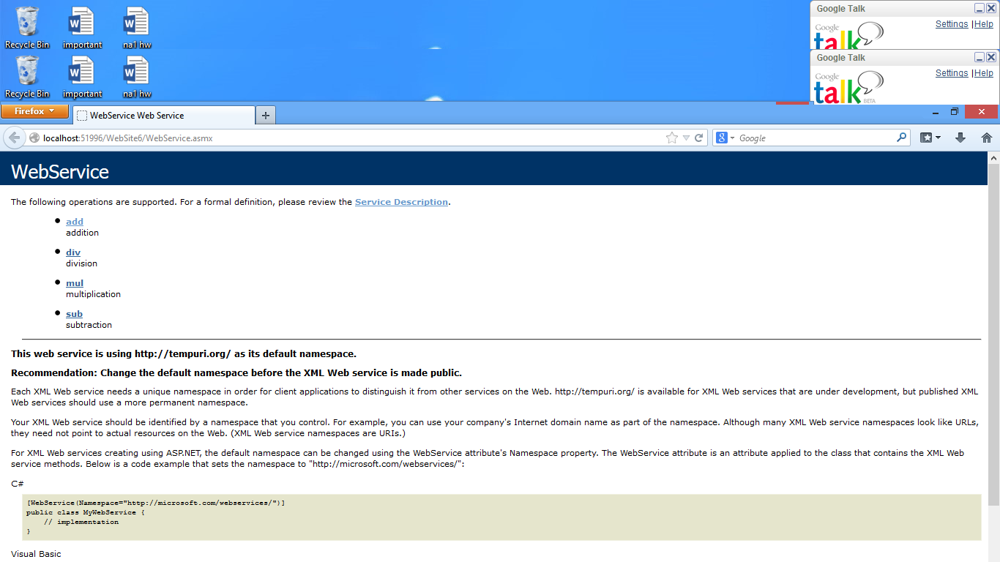 Google Talk
Settings |Help
Google
talk
Recycle Bin important na1 hw
Google Talk
Settings |Help
Google
talk
BETA
Recycle Bin important na1 hw
Firefox
WebService Web Service
+
localhost:51996/WebSite6/WebService.asmx
8 Google
WebService
The following operations are supported. For a formal definition, please review the Service Description.
• add
addition
• div
division
• mul
multiplication
• sub
subtraction
This web service is using http://tempuri.org/ as its default namespace.
Recommendation: Change the default namespace before the XML Web service is made public.
Each XML Web service needs a unique namespace in order for client applications to distinguish it from other services on the Web. http://tempuri.org/ is available for XML Web services that are under development, but published XML
Web services should use a more permanent namespace.
Your XML Web service should be identified by a namespace that you control. For example, you can use your company's Internet domain name as part of the namespace. Although many XML Web service namespaces look like URLs,
they need not point to actual resources on the Web. (XML Web service namespaces are URIs.)
For XML Web services creating using ASP.NET, the default namespace can be changed using the WebService attribute's Namespace property. The WebService attribute is an attribute applied to the class that contains the XML Web
service methods. Below is a code example that sets the namespace to "http://microsoft.com/webservices/":
C#
[WebService(Namespace="http://microsoft.com/webservices/")]
public class MyWebService {
// implementation
}
Visual Basic